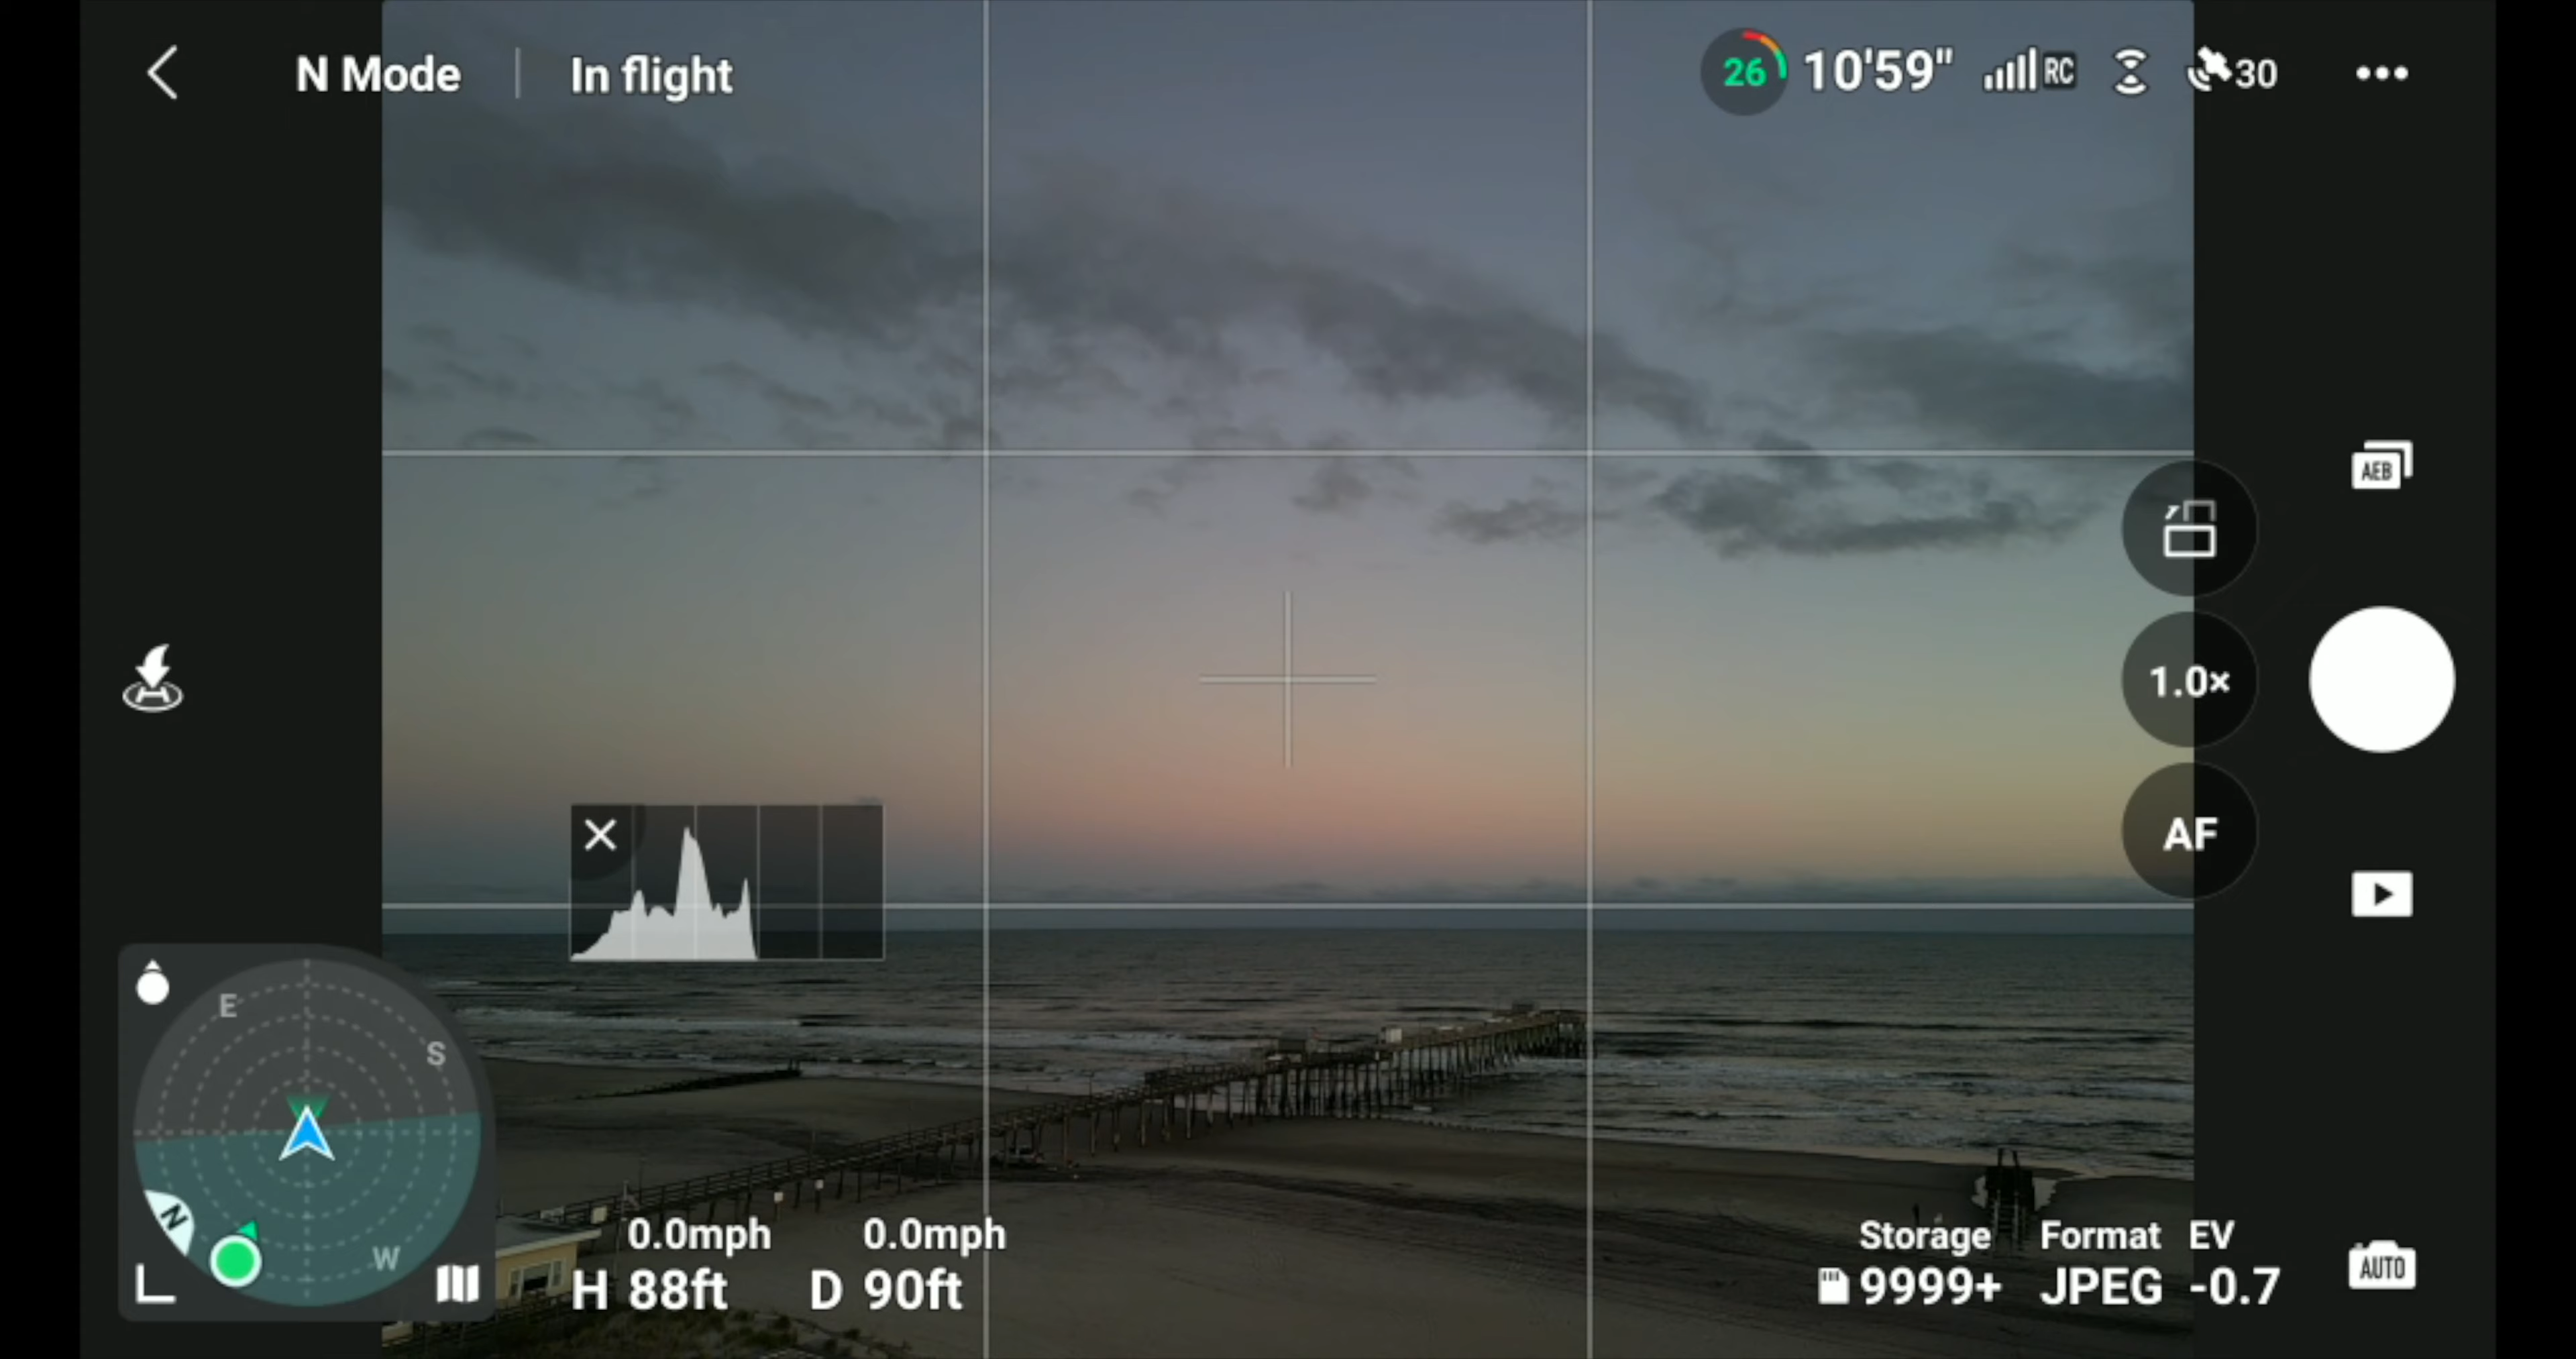 N Mode | In flight
26 10'59" RC 30
AEB
1.0×
AF
E
S
N
W
0.0mph 0.0mph
H 88ft D 90ft
Storage Format EV
9999+ JPEG -0.7
AUTO